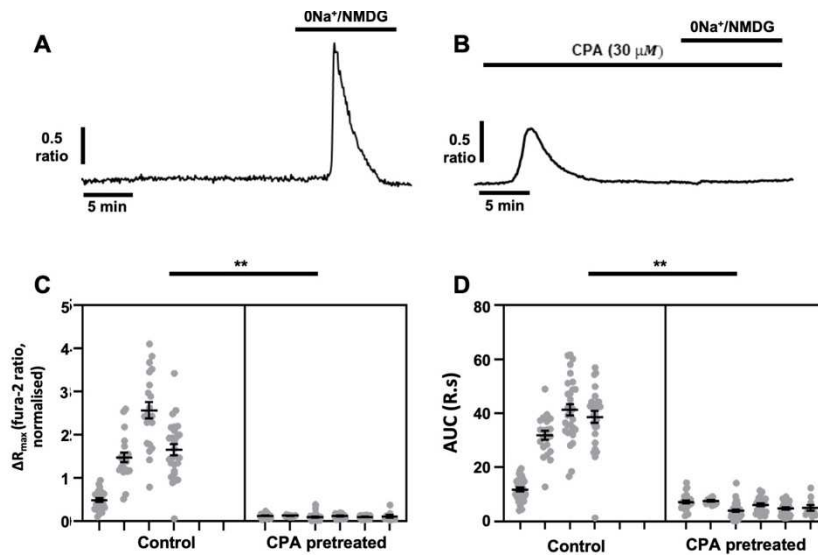 A
0Na⁺/NMDG
0.5
ratio
5 min
B
0Na⁺/NMDG
CPA (30 μM)
0.5
ratio
5 min
C
**
ΔRmax (fura-2 ratio,
normalised)
5
4
3
2
1
0
Control
CPA pretreated
D
**
AUC (R.s)
80
60
40
20
0
Control
CPA pretreated